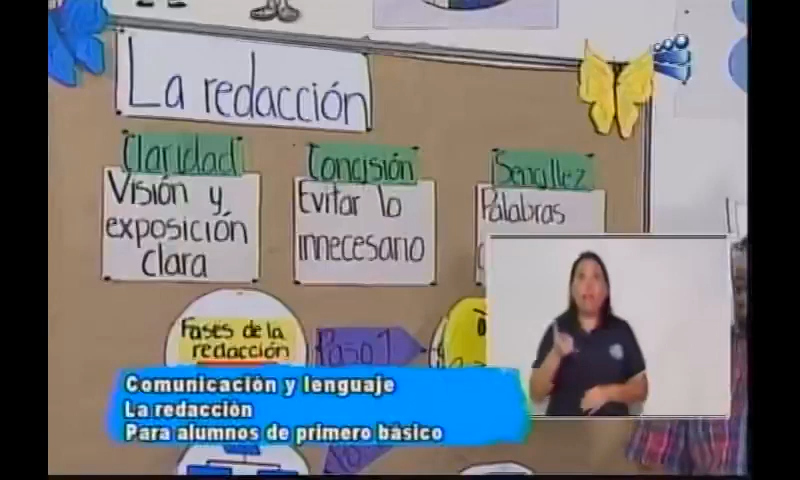 La redacción
Claridad
Visión y
exposición
clara
Concisión
Evitar lo
innecesario
Sencillez
Palabras
Fases de la
redacción
Paso 1
Comunicación y lenguaje
La redacción
Para alumnos de primero básico